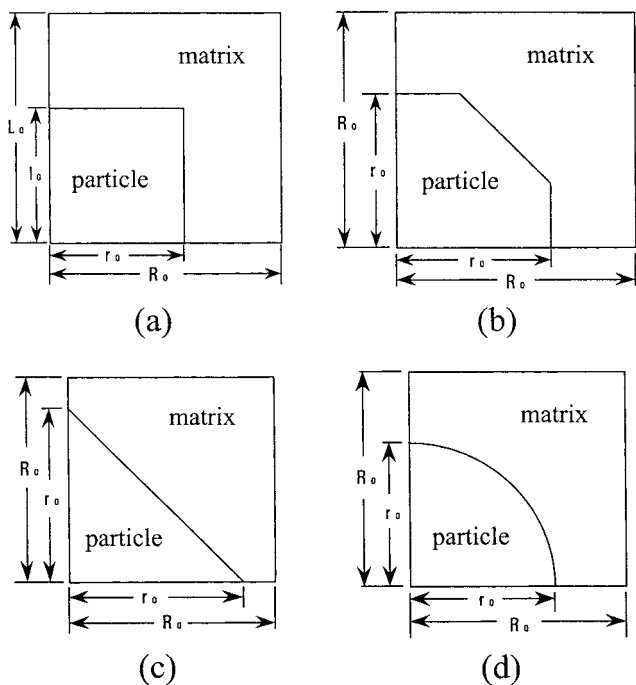 matrix
L₀
l₀
particle
r₀
R₀
(a)
matrix
R₀
r₀
particle
r₀
R₀
(b)
matrix
R₀
r₀
particle
r₀
R₀
(c)
matrix
R₀
r₀
particle
r₀
R₀
(d)